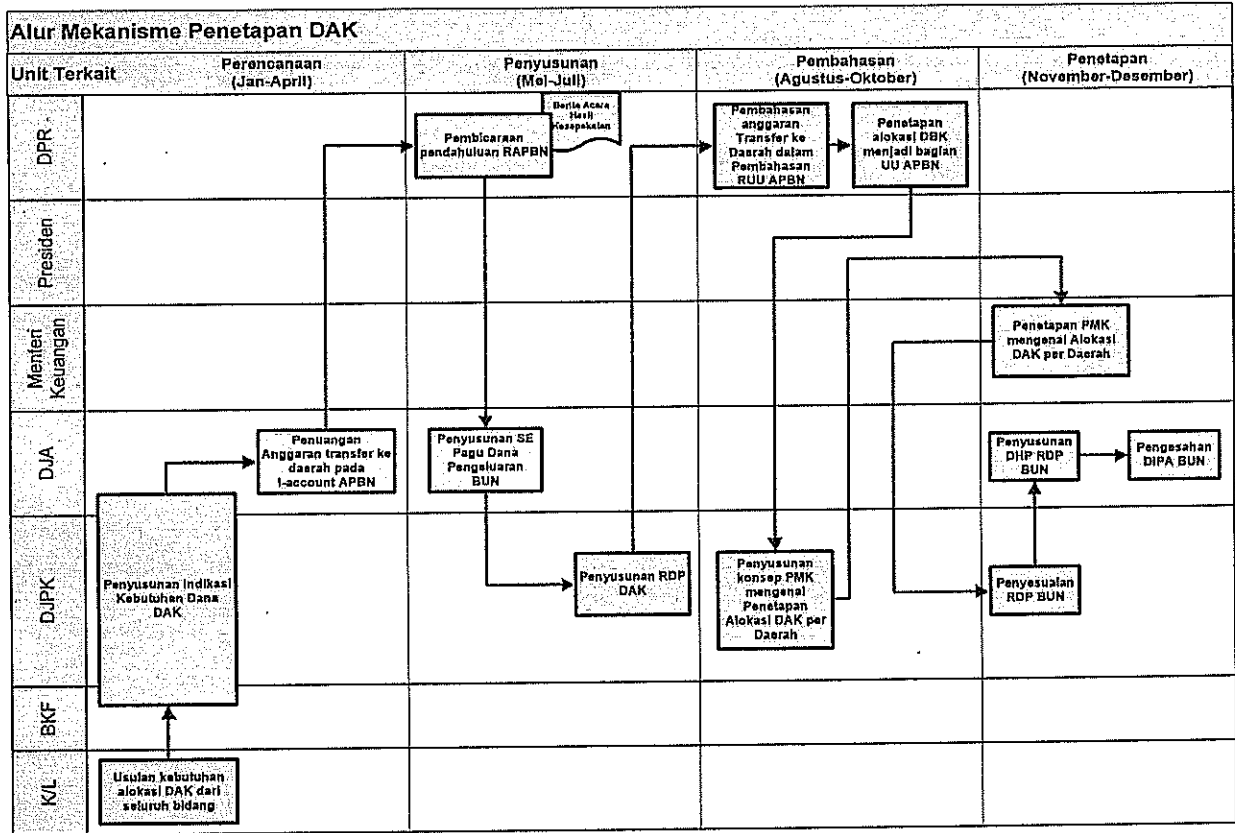 Alur Mekanisme Penetapan DAK
Unit Terkait
Perencanaan
(Jan-April)
Penyusunan
(Mei-Juli)
Pembahasan
(Agustus-Oktober)
Penetapan
(November-Desember)
DPR
Pembicaraan
pendahuluan RAPBN
Berita Acara
Hasil
Kesepakatan
Pembahasan
anggaran
Transfer ke
Daerah dalam
Pembahasan
RUU APBN
Penetapan
alokasi DBK
menjadi bagian
UU APBN
Presiden
Menteri
Keuangan
Penetapan PMK
mengenai Alokasi
DAK per Daerah
DJA
Penuangan
Anggaran transfer ke
daerah pada
I-account APBN
Penyusunan SE
Pagu Dana
Pengeluaran
BUN
Penyusunan
DHP RDP
BUN
Pengesahan
DIPA BUN
DJPK
Penyusunan Indikasi
Kebutuhan Dana
DAK
Penyusunan RDP
DAK
Penyusunan
konsep PMK
mengenai
Penetapan
Alokasi DAK per
Daerah
Penyesuaian
RDP BUN
BKF
K/L
Usulan kebutuhan
alokasi DAK dari
seluruh bidang